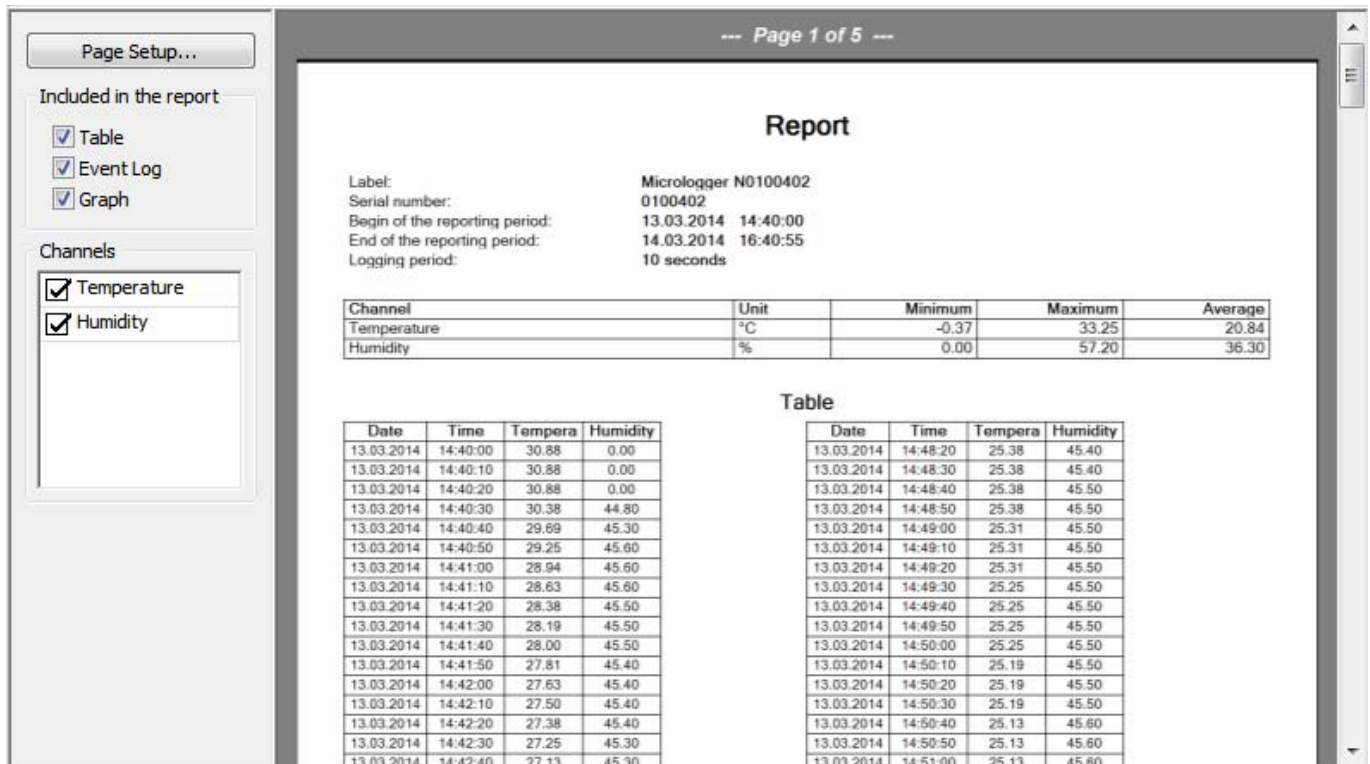 Page Setup...
Included in the report
Table
Event Log
Graph
Channels
Temperature
Humidity
--- Page 1 of 5 ---
Report
Label: Micrologger N0100402
Serial number: 0100402
Begin of the reporting period: 13.03.2014 14:40:00
End of the reporting period: 14.03.2014 16:40:55
Logging period: 10 seconds
Channel Unit Minimum Maximum Average
Temperature °C -0.37 33.25 20.84
Humidity % 0.00 57.20 36.30
Table
Date Time Tempera Humidity
13.03.2014 14:40:00 30.88 0.00
13.03.2014 14:40:10 30.88 0.00
13.03.2014 14:40:20 30.88 0.00
13.03.2014 14:40:30 30.38 44.80
13.03.2014 14:40:40 29.69 45.30
13.03.2014 14:40:50 29.25 45.60
13.03.2014 14:41:00 28.94 45.60
13.03.2014 14:41:10 28.63 45.60
13.03.2014 14:41:20 28.38 45.50
13.03.2014 14:41:30 28.19 45.50
13.03.2014 14:41:40 28.00 45.50
13.03.2014 14:41:50 27.81 45.40
13.03.2014 14:42:00 27.63 45.40
13.03.2014 14:42:10 27.50 45.40
13.03.2014 14:42:20 27.38 45.40
13.03.2014 14:42:30 27.25 45.30
13.03.2014 14:42:40 27.13 45.30
Date Time Tempera Humidity
13.03.2014 14:48:20 25.38 45.40
13.03.2014 14:48:30 25.38 45.40
13.03.2014 14:48:40 25.38 45.50
13.03.2014 14:48:50 25.38 45.50
13.03.2014 14:49:00 25.31 45.50
13.03.2014 14:49:10 25.31 45.50
13.03.2014 14:49:20 25.31 45.50
13.03.2014 14:49:30 25.25 45.50
13.03.2014 14:49:40 25.25 45.50
13.03.2014 14:49:50 25.25 45.50
13.03.2014 14:50:00 25.25 45.50
13.03.2014 14:50:10 25.19 45.50
13.03.2014 14:50:20 25.19 45.50
13.03.2014 14:50:30 25.19 45.50
13.03.2014 14:50:40 25.13 45.60
13.03.2014 14:50:50 25.13 45.60
13.03.2014 14:51:00 25.13 45.60